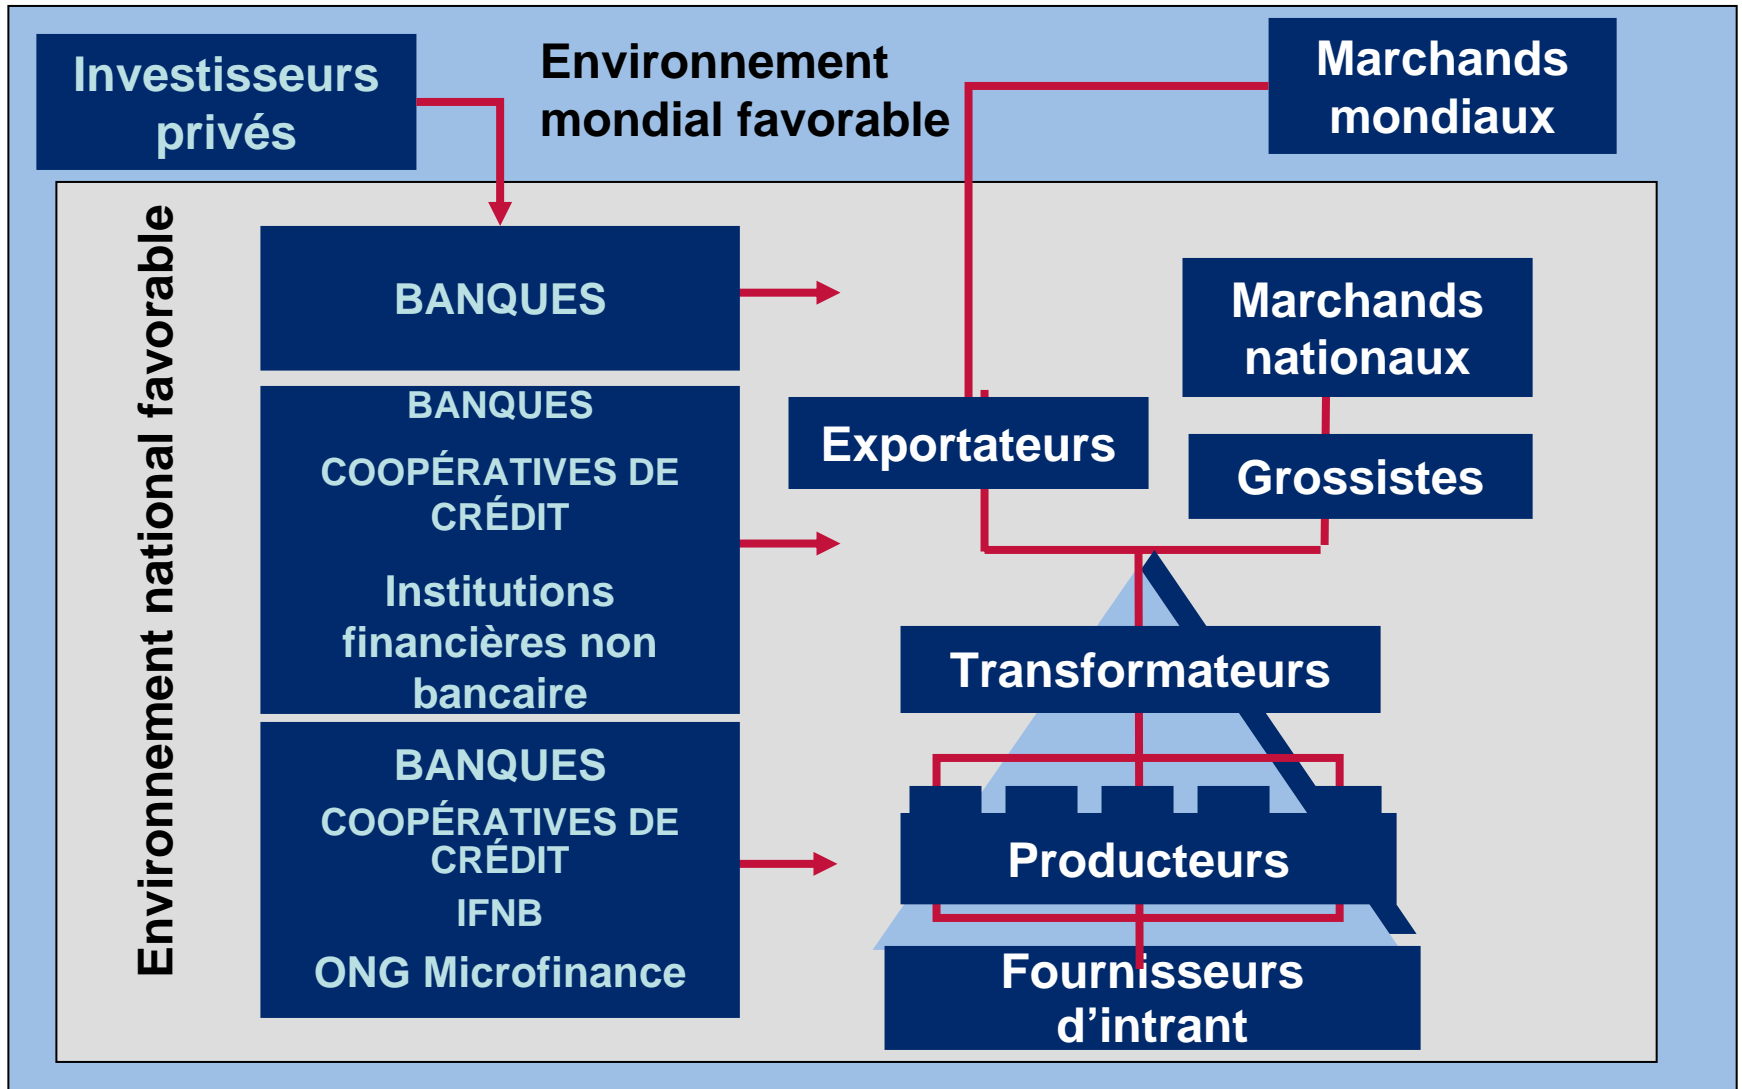 Investisseurs
privés
Environnement
mondial favorable
Marchands
mondiaux
Environnement national favorable
BANQUES
BANQUES
COOPÉRATIVES DE
CRÉDIT
Institutions
financières non
bancaire
BANQUES
COOPÉRATIVES DE
CRÉDIT
IFNB
ONG Microfinance
Marchands
nationaux
Exportateurs
Grossistes
Transformateurs
Producteurs
Fournisseurs
d’intrant